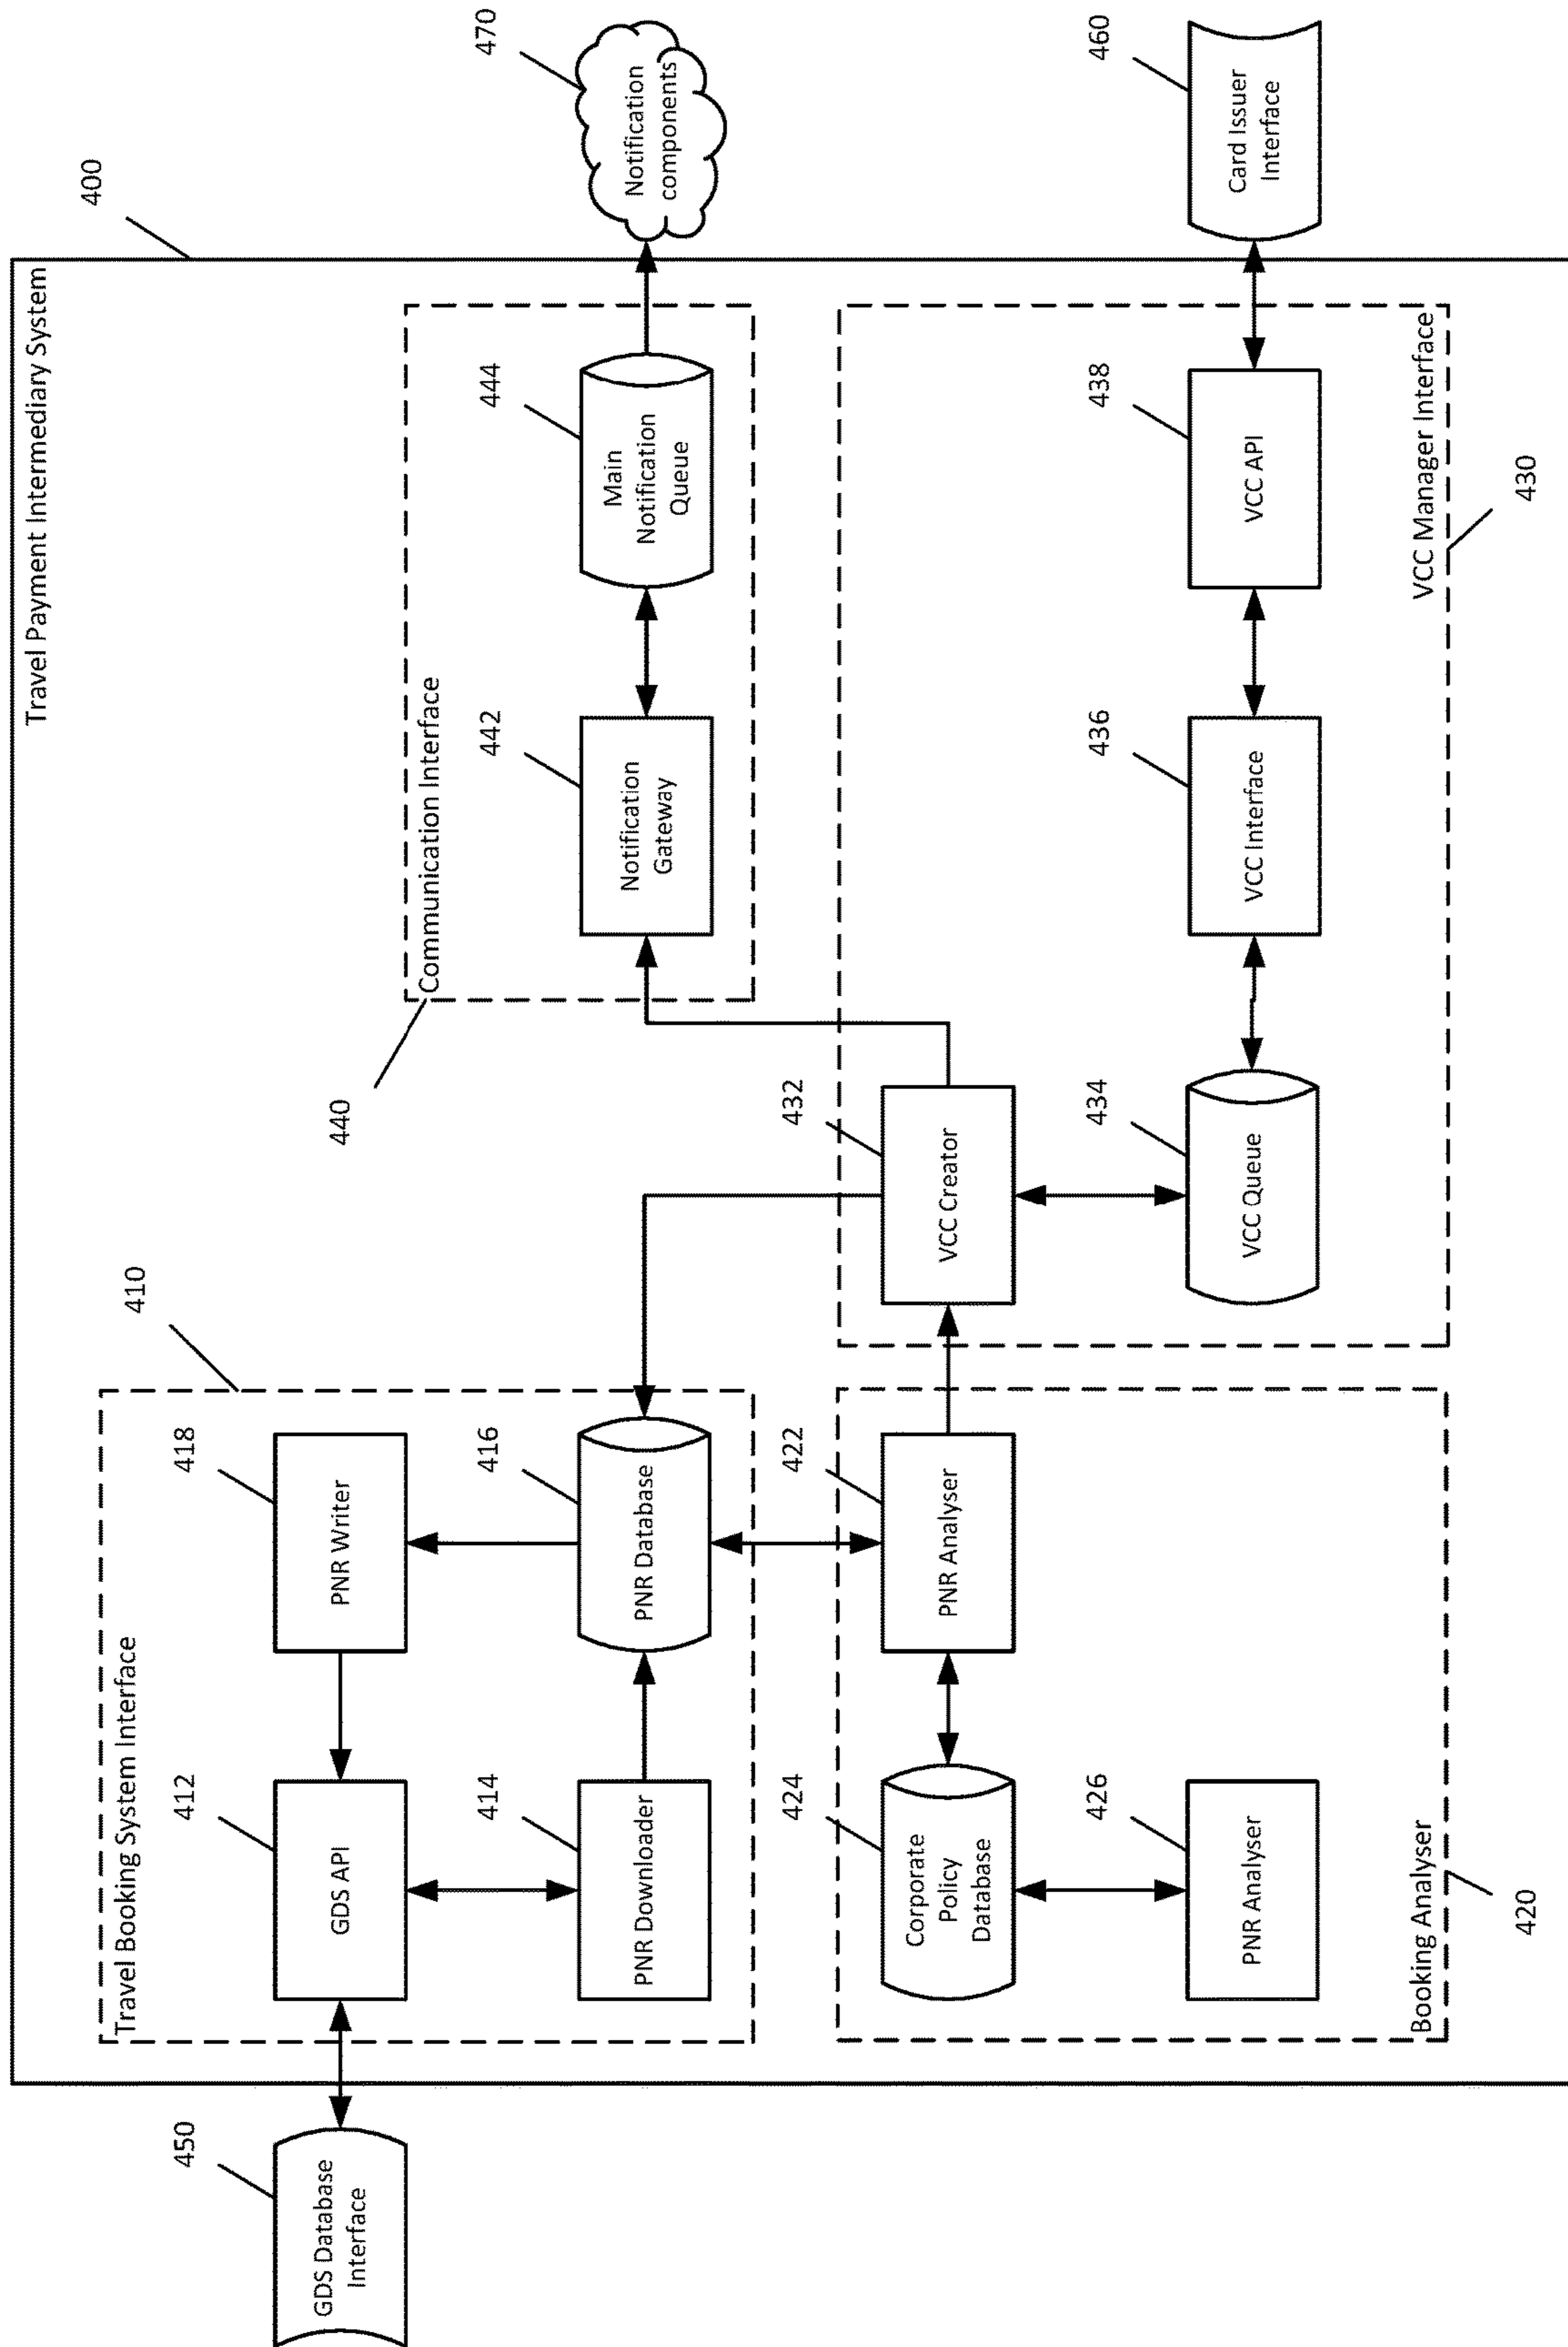 Travel Payment Intermediary System
400
450
GDS Database
Interface
410
Travel Booking System Interface
412
GDS API
418
PNR Writer
414
PNR Downloader
416
PNR Database
440
Communication Interface
442
Notification
Gateway
444
Main
Notification
Queue
470
Notification
components
424
Corporate
Policy
Database
422
PNR Analyser
426
PNR Analyser
Booking Analyser
420
432
VCC Creator
434
VCC Queue
436
VCC Interface
438
VCC API
VCC Manager Interface
430
460
Card Issuer
Interface